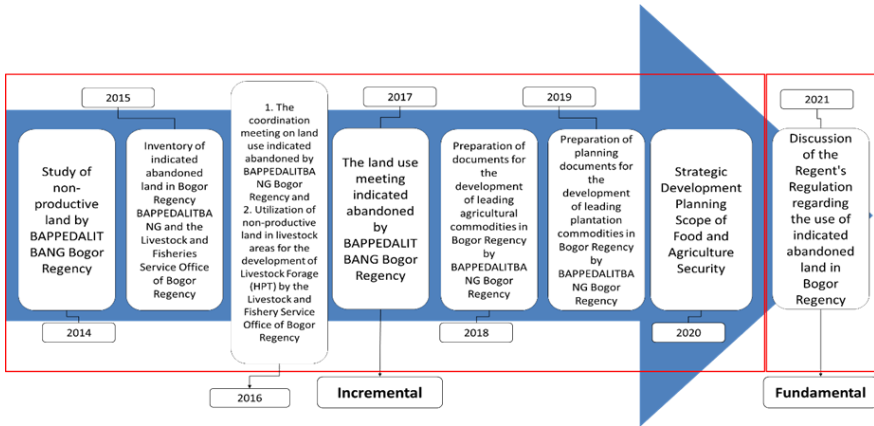 2014
Study of
non-
productive
land by
BAPPEDALIT
BANG Bogor
Regency
2015
Inventory of
indicated
abandoned
land in Bogor
Regency
BAPPEDALITBA
NG and the
Livestock and
Fisheries
Service Office
of Bogor
Regency
1. The
coordination
meeting on land
use indicated
abandoned by
BAPPEDALITBA
NG Bogor
Regency and
2. Utilization of
non-productive
land in livestock
areas for the
development of
Livestock Forage
(HPT) by the
Livestock and
Fishery Service
Office of Bogor
Regency
2016
2017
The land use
meeting
indicated
abandoned by
BAPPEDALIT
BANG Bogor
Regency
Incremental
Preparation of
documents for
the
development
of leading
agricultural
commodities in
Bogor Regency
by
BAPPEDALITBA
NG Bogor
Regency
2018
2019
Preparation of
planning
documents for
the
development of
leading
plantation
commodities in
Bogor Regency
by
BAPPEDALITBA
NG Bogor
Regency
Strategic
Development
Planning
Scope of
Food and
Agriculture
Security
2020
2021
Discussion of
the Regent's
Regulation
regarding
the use of
indicated
abandoned
land in
Bogor
Regency
Fundamental